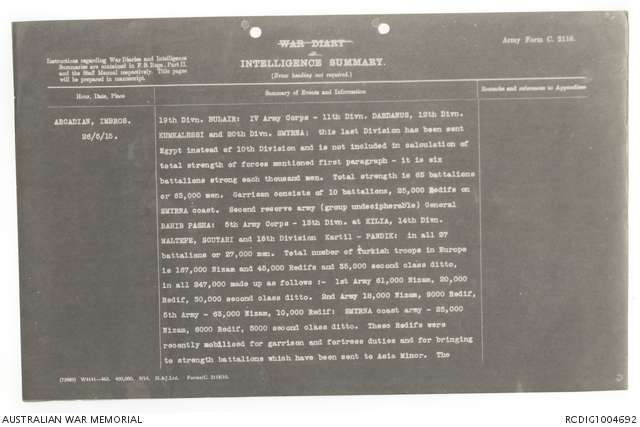 WAR DIARY
or
INTELLIGENCE SUMMARY.
(Erase heading not required.)
Army Form C. 2118.
Instructions regarding War Diaries and Intelligence
Summaries are contained in F. S. Regs., Part II.
and the Staff Manual respectively. Title pages
will be prepared in manuscript.
Hour, Date, Place
Summary of Events and Information
Remarks and references to Appendices
ARCADIAN, IMBROS.
26/5/15.
19th Divn. BULAIR: IV Army Corps - 11th Divn. DARDANUS, 12th Divn.
KUMKALESSI and 20th Divn. SMYRNA: this last Division has been sent
Egypt instead of 10th Division and is not included in calculation of
total strength of forces mentioned first paragraph - it is six
battalions strong each thousand men. Total strength is 65 battalions
or 65,000 men. Garrison consists of 10 battalions, 25,000 Redifs on
SMYRNA coast. Second reserve army (group undecipherable) General
DAHIR PASHA: 5th Army Corps - 13th Divn. at KILIA, 14th Divn.
MALTEPE, SCUTARI and 15th Division Kartil - PANDIK: in all 27
battalions or 27,000 men. Total number of Turkish troops in Europe
is 167,000 Nizam and 45,000 Redifs and 35,000 second class ditto,
in all 247,000 made up as follows :- 1st Army 61,000 Nizam, 20,000
Redif, 30,000 second class ditto. 2nd Army 18,000 Nizam, 9000 Redif,
5th Army - 63,000 Nizam, 10,000 Redif: SMYRNA coast army - 25,000
Nizam, 6000 Redif, 5000 second class ditto. These Redifs were
recently mobilised for garrison and fortress duties and for bringing
to strength battalions which have been sent to Asia Minor. The
AUSTRALIAN WAR MEMORIAL
RCDIG1004692